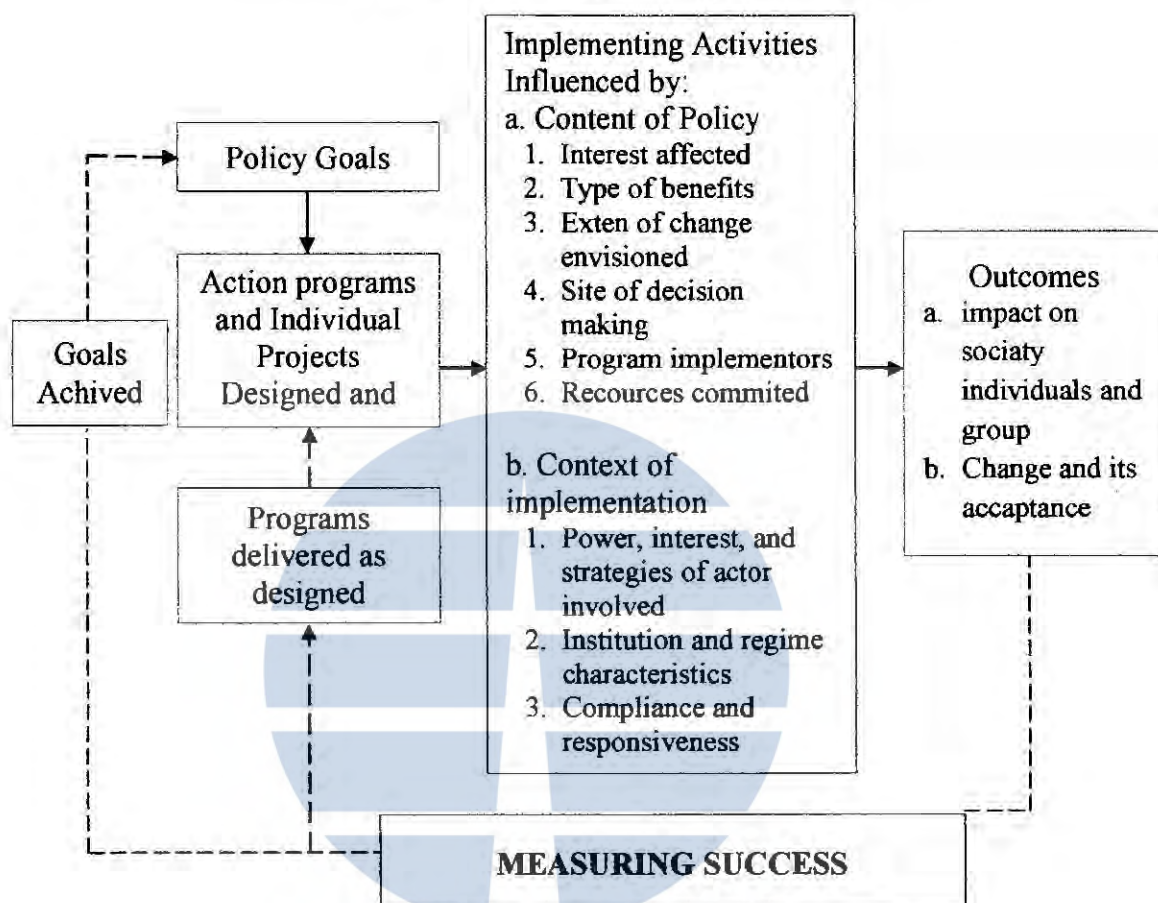 Policy Goals
Action programs
and Individual
Projects
Designed and
Goals
Achived
Programs
delivered as
designed
Implementing Activities
Influenced by:
a. Content of Policy
1. Interest affected
2. Type of benefits
3. Exten of change
envisioned
4. Site of decision
making
5. Program implementors
6. Recources commited
b. Context of
implementation
1. Power, interest, and
strategies of actor
involved
2. Institution and regime
characteristics
3. Compliance and
responsiveness
Outcomes
a. impact on
sociaty
individuals and
group
b. Change and its
accaptance
MEASURING SUCCESS